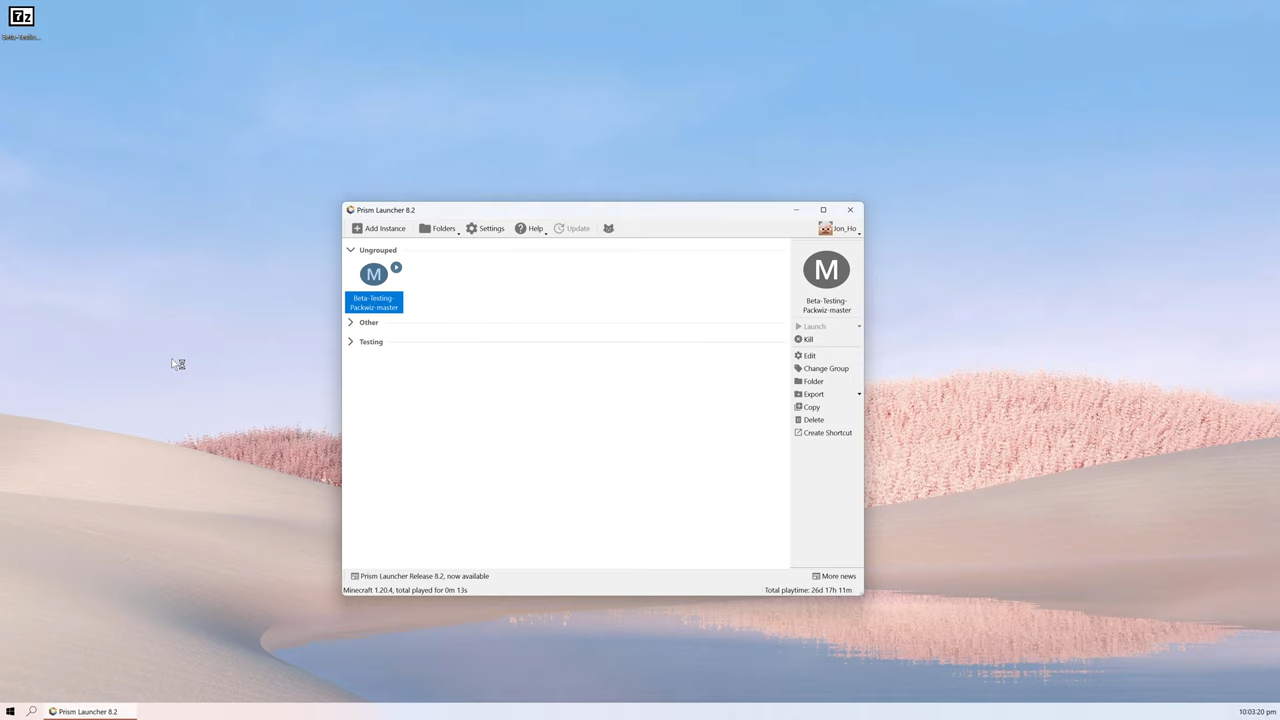 7z
Prism Launcher 8.2
Add Instance
Folders
Settings
Help
Update
Jon_Ho
Ungrouped
M
Beta-Testing-
Packwiz-master
Other
Testing
M
Beta-Testing-
Packwiz-master
Launch
Kill
Edit
Change Group
Folder
Export
Copy
Delete
Create Shortcut
Prism Launcher Release 8.2, now available
More news
Minecraft 1.20.4, total played for 0m 13s
Total playtime: 26d 17h 11m
Prism Launcher 8.2
10:03:20 pm